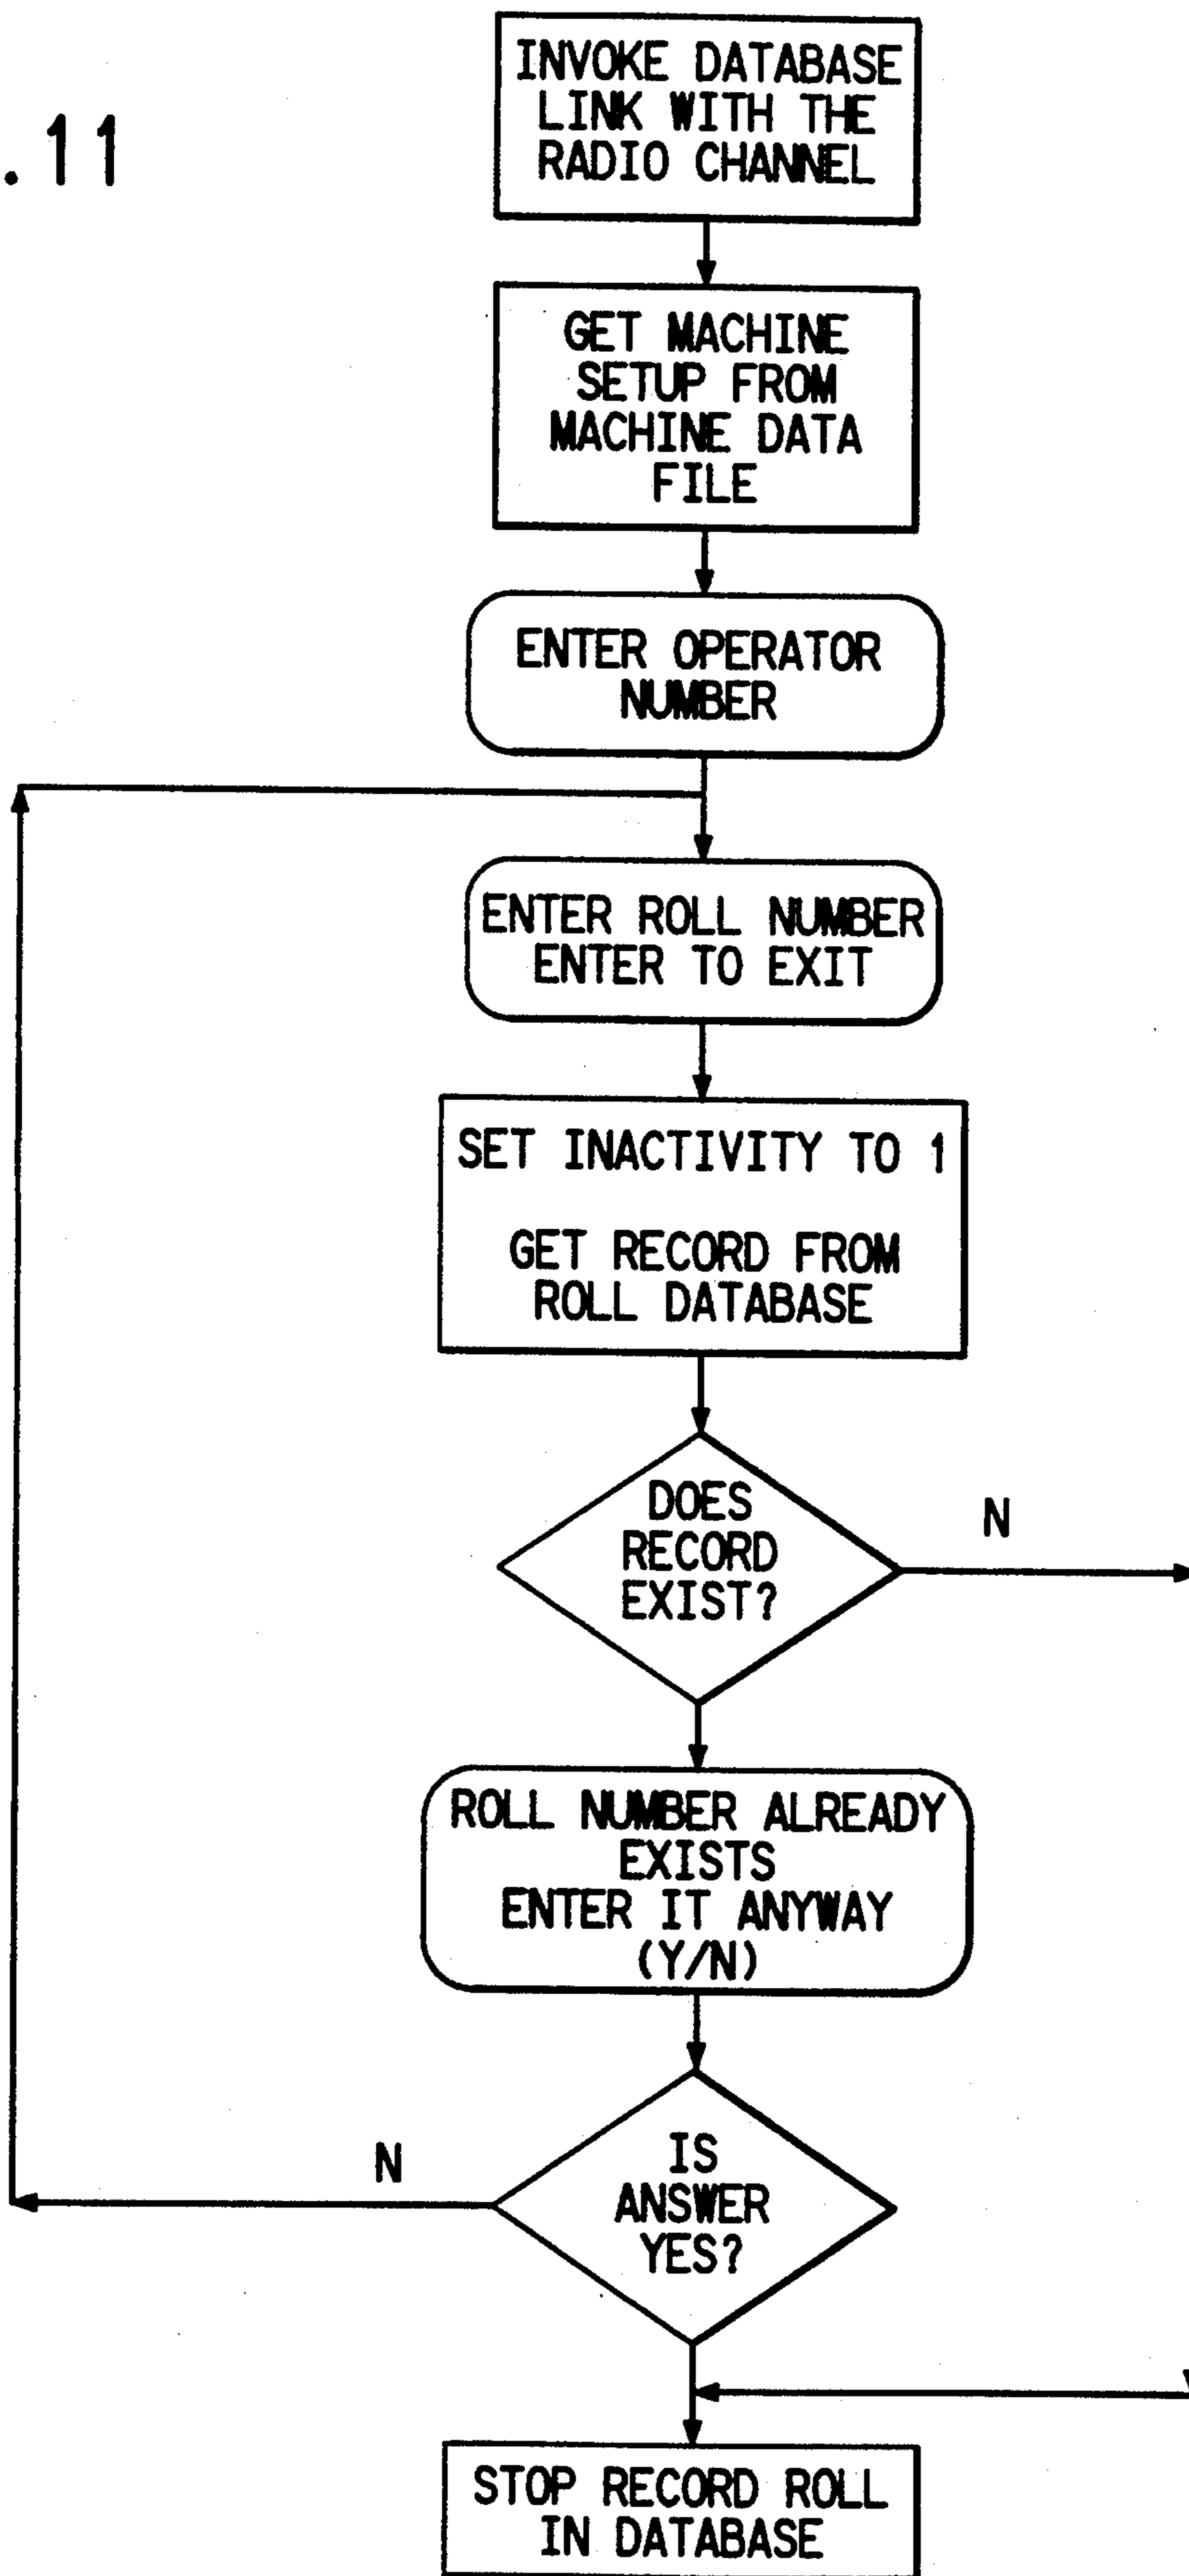 .11
INVOKE DATABASE
LINK WITH THE
RADIO CHANNEL
GET MACHINE
SETUP FROM
MACHINE DATA
FILE
ENTER OPERATOR
NUMBER
ENTER ROLL NUMBER
ENTER TO EXIT
SET INACTIVITY TO 1
GET RECORD FROM
ROLL DATABASE
DOES
RECORD
EXIST?
N
ROLL NUMBER ALREADY
EXISTS
ENTER IT ANYWAY
(Y/N)
IS
ANSWER
YES?
N
STOP RECORD ROLL
IN DATABASE